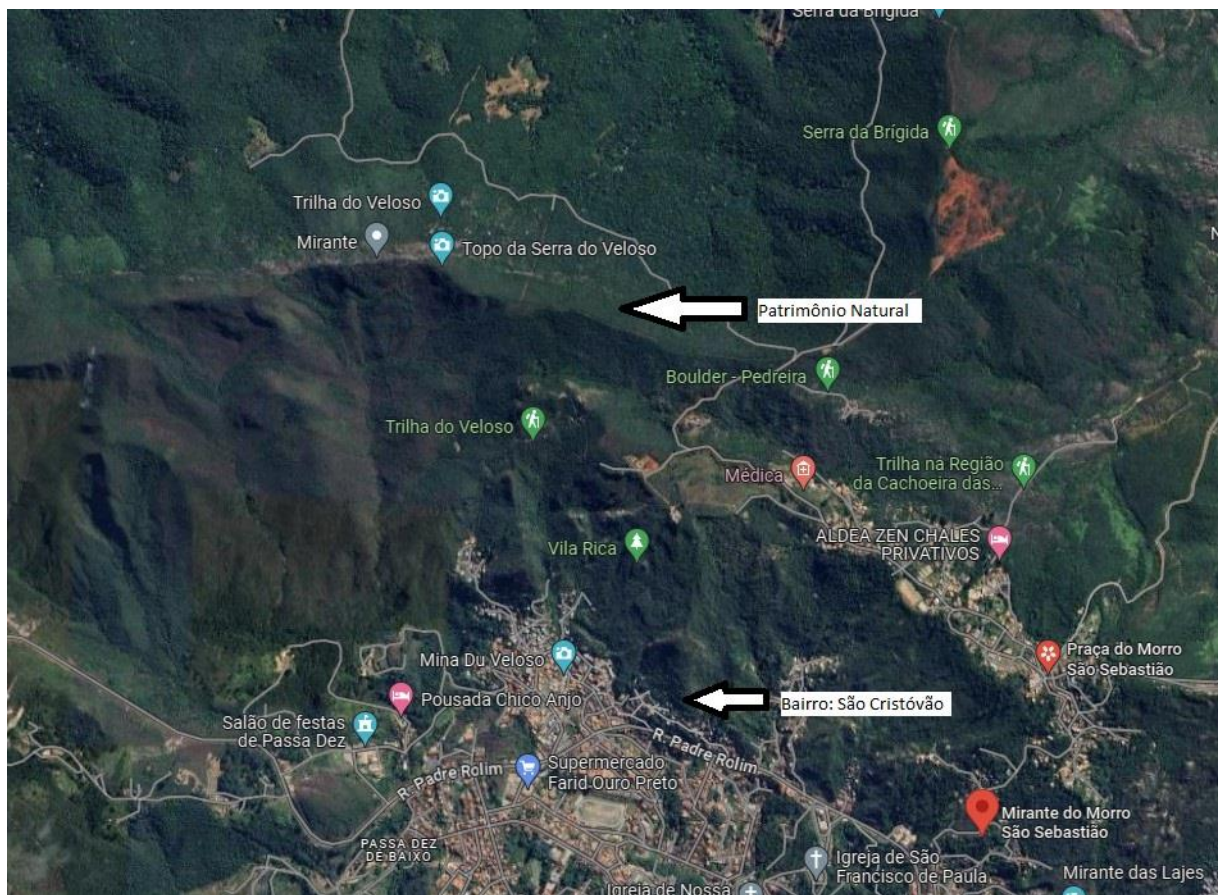 Serra da Brígida
Serra da Brígida
Trilha do Veloso
Mirante
Topo da Serra do Veloso
Patrimônio Natural
Boulder - Pedreira
Trilha do Veloso
Médica
Trilha na Região
da Cachoeira das...
Vila Rica
ALDEA ZEN CHALES
PRIVATIVOS
Mina Du Veloso
Praça do Morro
São Sebastião
Pousada Chico Anjo
Bairro: São Cristóvão
Salão de festas
de Passa Dez
R. Padre Rolim
R. Padre Rolim
Supermercado
Farid Ouro Preto
Mirante do Morro
São Sebastião
PASSA DEZ
DE BAIXO
Igreja de São
Francisco de Paula
Mirante das Lajes
Igreja de Nossa